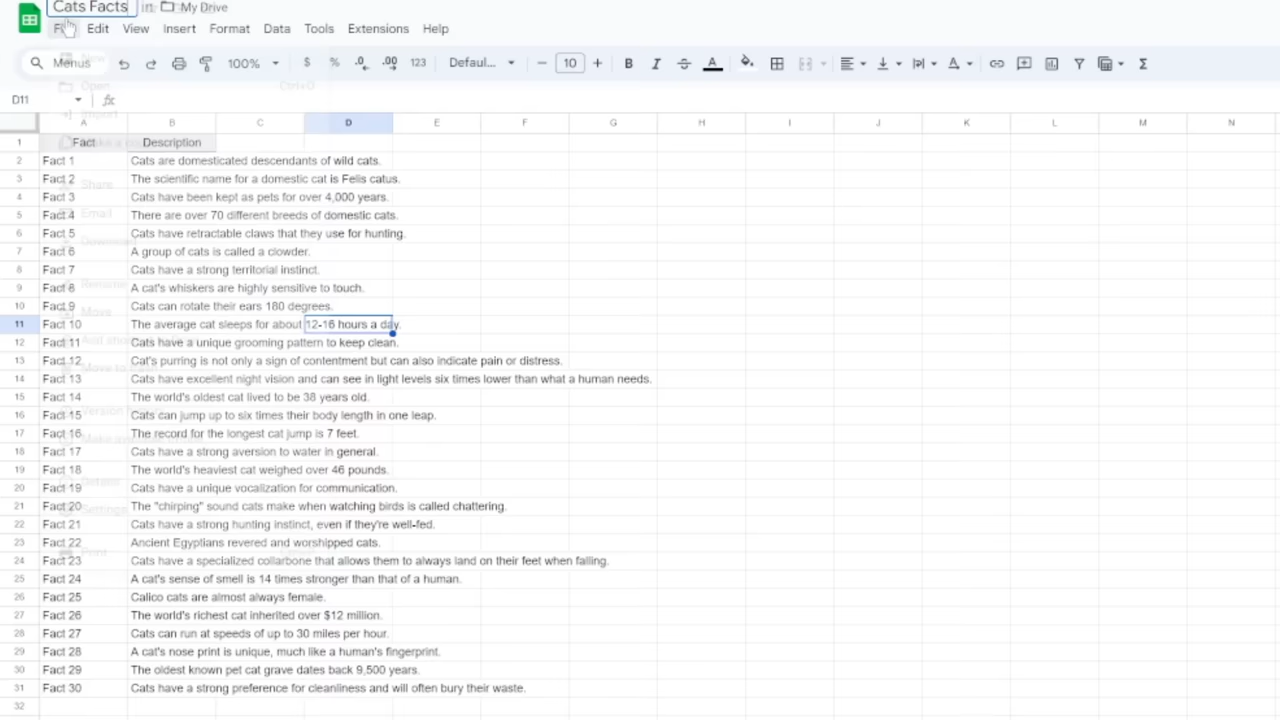 Cats Facts in My Drive
File Edit View Insert Format Data Tools Extensions Help
Menus 100% $ % .0 .00 123 Defaul... 10 B I S A
D11 fx
A B C D E F G H I J K L M N
1 Fact Description
2 Fact 1 Cats are domesticated descendants of wild cats.
3 Fact 2 The scientific name for a domestic cat is Felis catus.
4 Fact 3 Cats have been kept as pets for over 4,000 years.
5 Fact 4 There are over 70 different breeds of domestic cats.
6 Fact 5 Cats have retractable claws that they use for hunting.
7 Fact 6 A group of cats is called a clowder.
8 Fact 7 Cats have a strong territorial instinct.
9 Fact 8 A cat's whiskers are highly sensitive to touch.
10 Fact 9 Cats can rotate their ears 180 degrees.
11 Fact 10 The average cat sleeps for about 12-16 hours a day.
12 Fact 11 Cats have a unique grooming pattern to keep clean.
13 Fact 12 Cat's purring is not only a sign of contentment but can also indicate pain or distress.
14 Fact 13 Cats have excellent night vision and can see in light levels six times lower than what a human needs.
15 Fact 14 The world's oldest cat lived to be 38 years old.
16 Fact 15 Cats can jump up to six times their body length in one leap.
17 Fact 16 The record for the longest cat jump is 7 feet.
18 Fact 17 Cats have a strong aversion to water in general.
19 Fact 18 The world's heaviest cat weighed over 46 pounds.
20 Fact 19 Cats have a unique vocalization for communication.
21 Fact 20 The "chirping" sound cats make when watching birds is called chattering.
22 Fact 21 Cats have a strong hunting instinct, even if they're well-fed.
23 Fact 22 Ancient Egyptians revered and worshipped cats.
24 Fact 23 Cats have a specialized collarbone that allows them to always land on their feet when falling.
25 Fact 24 A cat's sense of smell is 14 times stronger than that of a human.
26 Fact 25 Calico cats are almost always female.
27 Fact 26 The world's richest cat inherited over $12 million.
28 Fact 27 Cats can run at speeds of up to 30 miles per hour.
29 Fact 28 A cat's nose print is unique, much like a human's fingerprint.
30 Fact 29 The oldest known pet cat grave dates back 9,500 years.
31 Fact 30 Cats have a strong preference for cleanliness and will often bury their waste.
32
Open Ctrl+O
Import
Share
Email
Download
Rename
Move
Details
Settings
Print